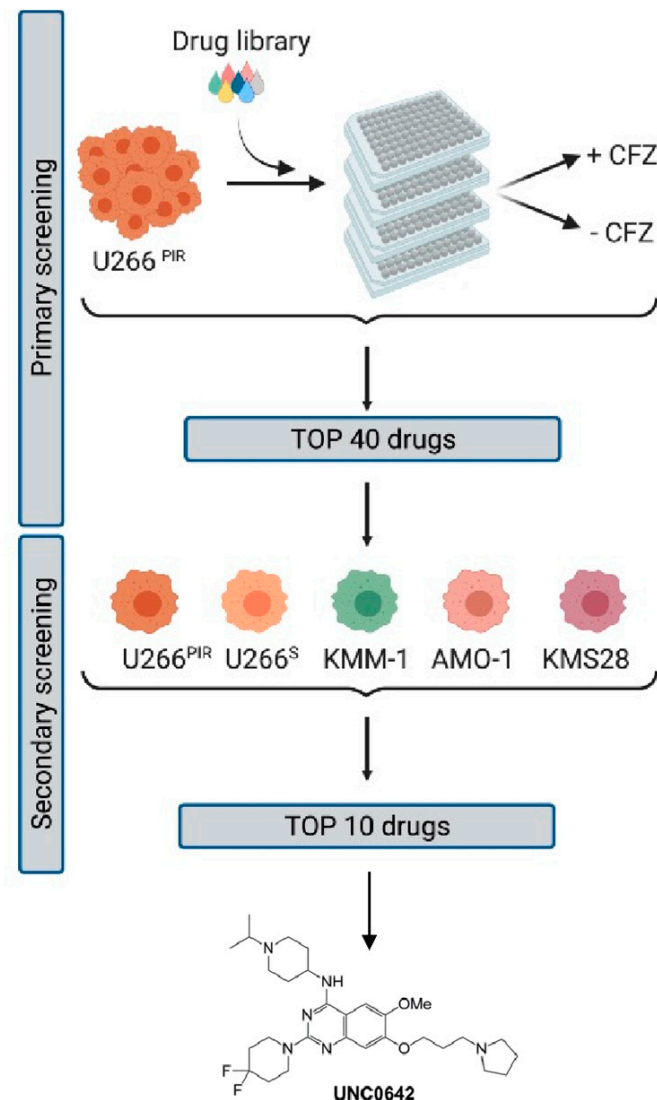 Drug library
Primary screening
U266 PIR
+ CFZ
- CFZ
TOP 40 drugs
Secondary screening
U266PIR U266S KMM-1 AMO-1 KMS28
TOP 10 drugs
N
NH
N
OMe
N
N
O
N
F
F
UNC0642